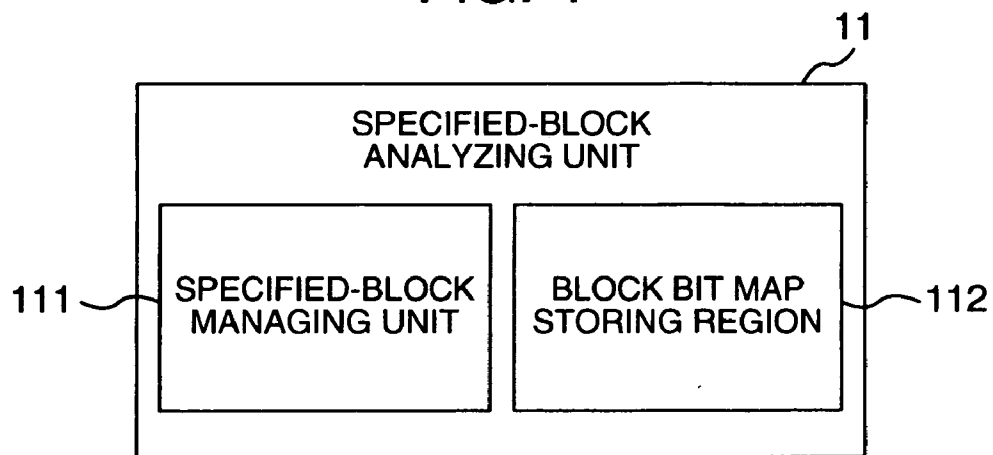 11
SPECIFIED-BLOCK
ANALYZING UNIT
111
SPECIFIED-BLOCK
MANAGING UNIT
BLOCK BIT MAP
STORING REGION
112